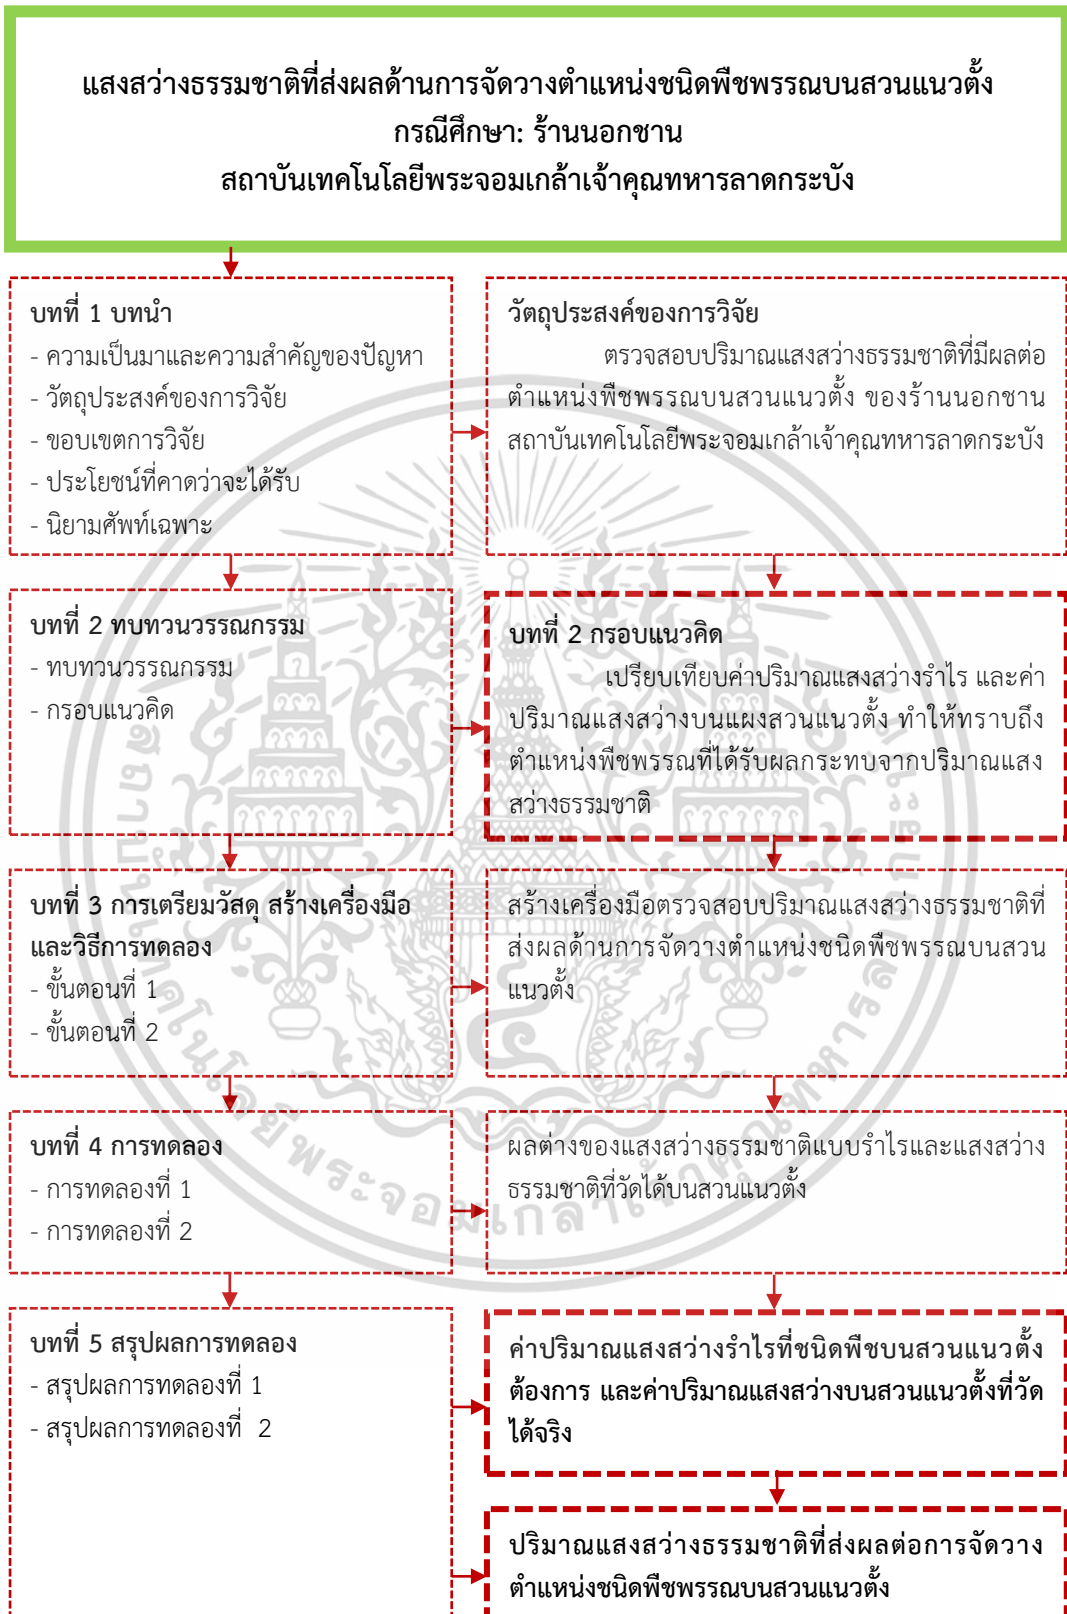 แสงสว่างธรรมชาติที่ส่งผลด้านการจัดวางตำแหน่งชนิดพืชพรรณบนสวนแนวตั้ง
กรณีศึกษา: ร้านนอกชาน
สถาบันเทคโนโลยีพระจอมเกล้าเจ้าคุณทหารลาดกระบัง
บทที่ 1 บทนำ
- ความเป็นมาและความสำคัญของปัญหา
- วัตถุประสงค์ของการวิจัย
- ขอบเขตการวิจัย
- ประโยชน์ที่คาดว่าจะได้รับ
- นิยามศัพท์เฉพาะ
วัตถุประสงค์ของการวิจัย
ตรวจสอบปริมาณแสงสว่างธรรมชาติที่มีผลต่อ
ตำแหน่งพืชพรรณบนสวนแนวตั้ง ของร้านนอกชาน
สถาบันเทคโนโลยีพระจอมเกล้าเจ้าคุณทหารลาดกระบัง
บทที่ 2 ทบทวนวรรณกรรม
- ทบทวนวรรณกรรม
- กรอบแนวคิด
บทที่ 2 กรอบแนวคิด
เปรียบเทียบค่าปริมาณแสงสว่างรำไร และค่า
ปริมาณแสงสว่างบนแผงสวนแนวตั้ง ทำให้ทราบถึง
ตำแหน่งพืชพรรณที่ได้รับผลกระทบจากปริมาณแสง
สว่างธรรมชาติ
บทที่ 3 การเตรียมวัสดุ สร้างเครื่องมือ
และวิธีการทดลอง
- ขั้นตอนที่ 1
- ขั้นตอนที่ 2
สร้างเครื่องมือตรวจสอบปริมาณแสงสว่างธรรมชาติที่
ส่งผลด้านการจัดวางตำแหน่งชนิดพืชพรรณบนสวน
แนวตั้ง
บทที่ 4 การทดลอง
- การทดลองที่ 1
- การทดลองที่ 2
ผลต่างของแสงสว่างธรรมชาติแบบรำไรและแสงสว่าง
ธรรมชาติที่วัดได้บนสวนแนวตั้ง
บทที่ 5 สรุปผลการทดลอง
- สรุปผลการทดลองที่ 1
- สรุปผลการทดลองที่ 2
ค่าปริมาณแสงสว่างรำไรที่ชนิดพืชบนสวนแนวตั้ง
ต้องการ และค่าปริมาณแสงสว่างบนสวนแนวตั้งที่วัด
ได้จริง
ปริมาณแสงสว่างธรรมชาติที่ส่งผลต่อการจัดวาง
ตำแหน่งชนิดพืชพรรณบนสวนแนวตั้ง
สถาบันเทคโนโลยีพระจอมเกล้าเจ้าคุณทหารลาดกระบัง